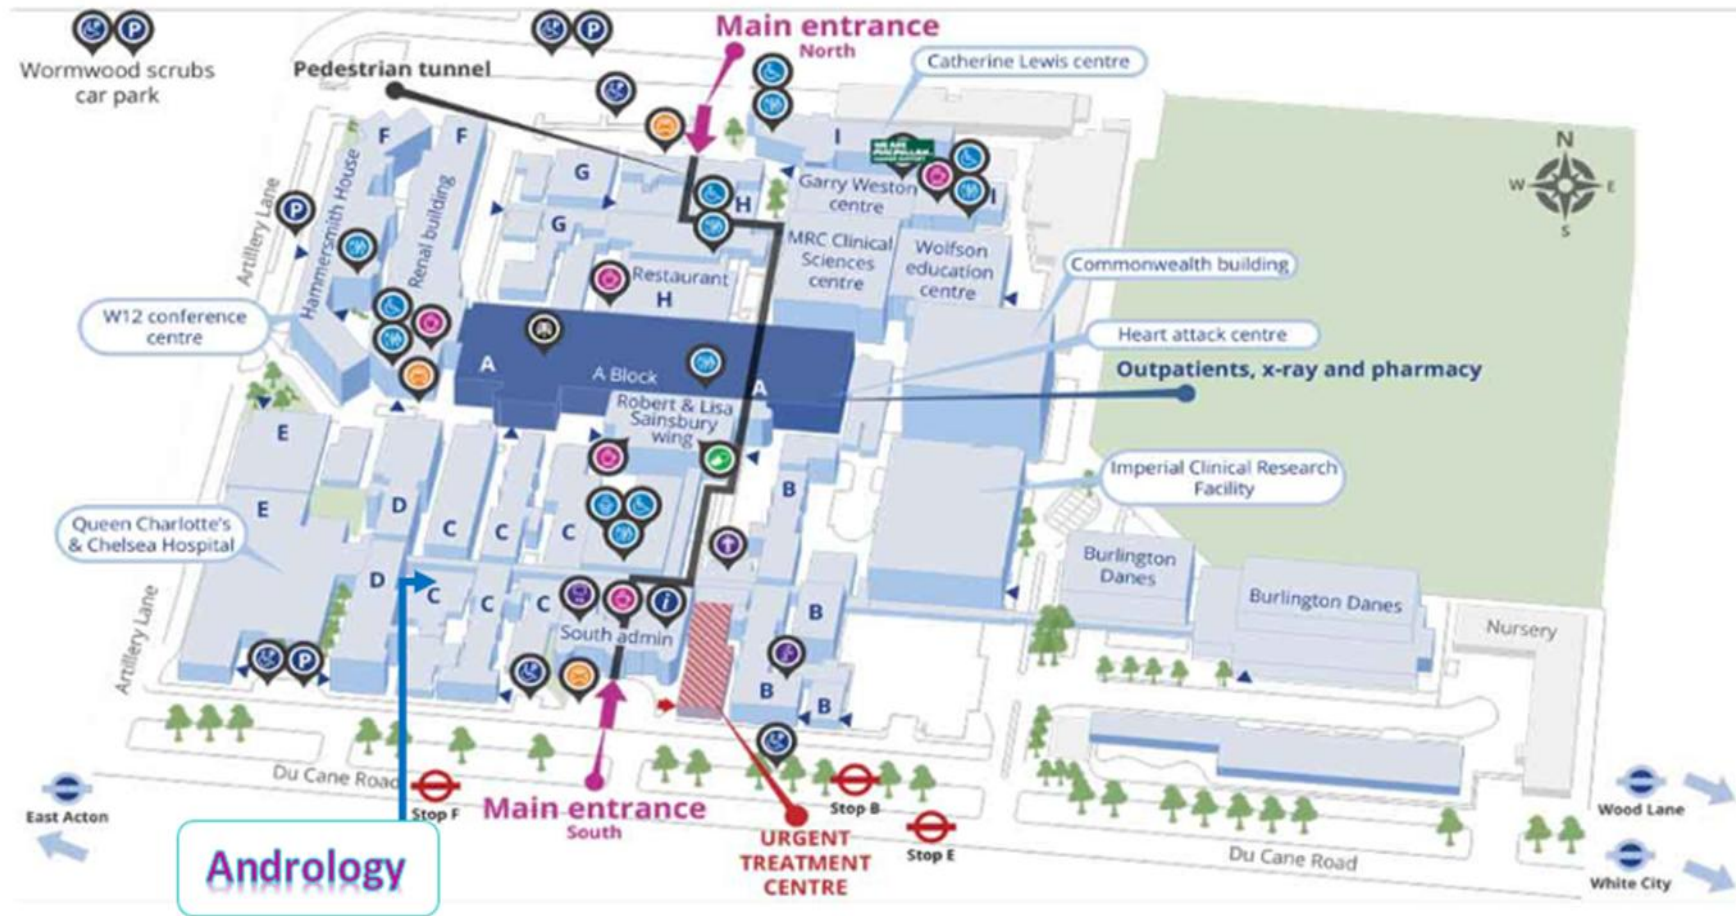 Main entrance
North
Wormwood scrubs
car park
Pedestrian tunnel
Catherine Lewis centre
P
P
P
P
N
W
E
S
F
F
I
G
G
H
I
Garry Weston
centre
Artillery Lane
Hammersmith House
Renal building
MRC Clinical
Sciences
centre
Wolfson
education
centre
Restaurant
H
Commonwealth building
W12 conference
centre
Heart attack centre
A
A Block
A
Outpatients, x-ray and pharmacy
Robert & Lisa
Sainsbury
wing
E
Imperial Clinical Research
Facility
B
E
D
C
C
C
Queen Charlotte's
& Chelsea Hospital
Burlington
Danes
D
C
C
C
i
B
Burlington Danes
Nursery
South admin
Artillery Lane
B
B
Du Cane Road
Stop F
Main entrance
South
Stop B
URGENT
TREATMENT
CENTRE
Stop E
Du Cane Road
East Acton
Wood Lane
White City
Andrology